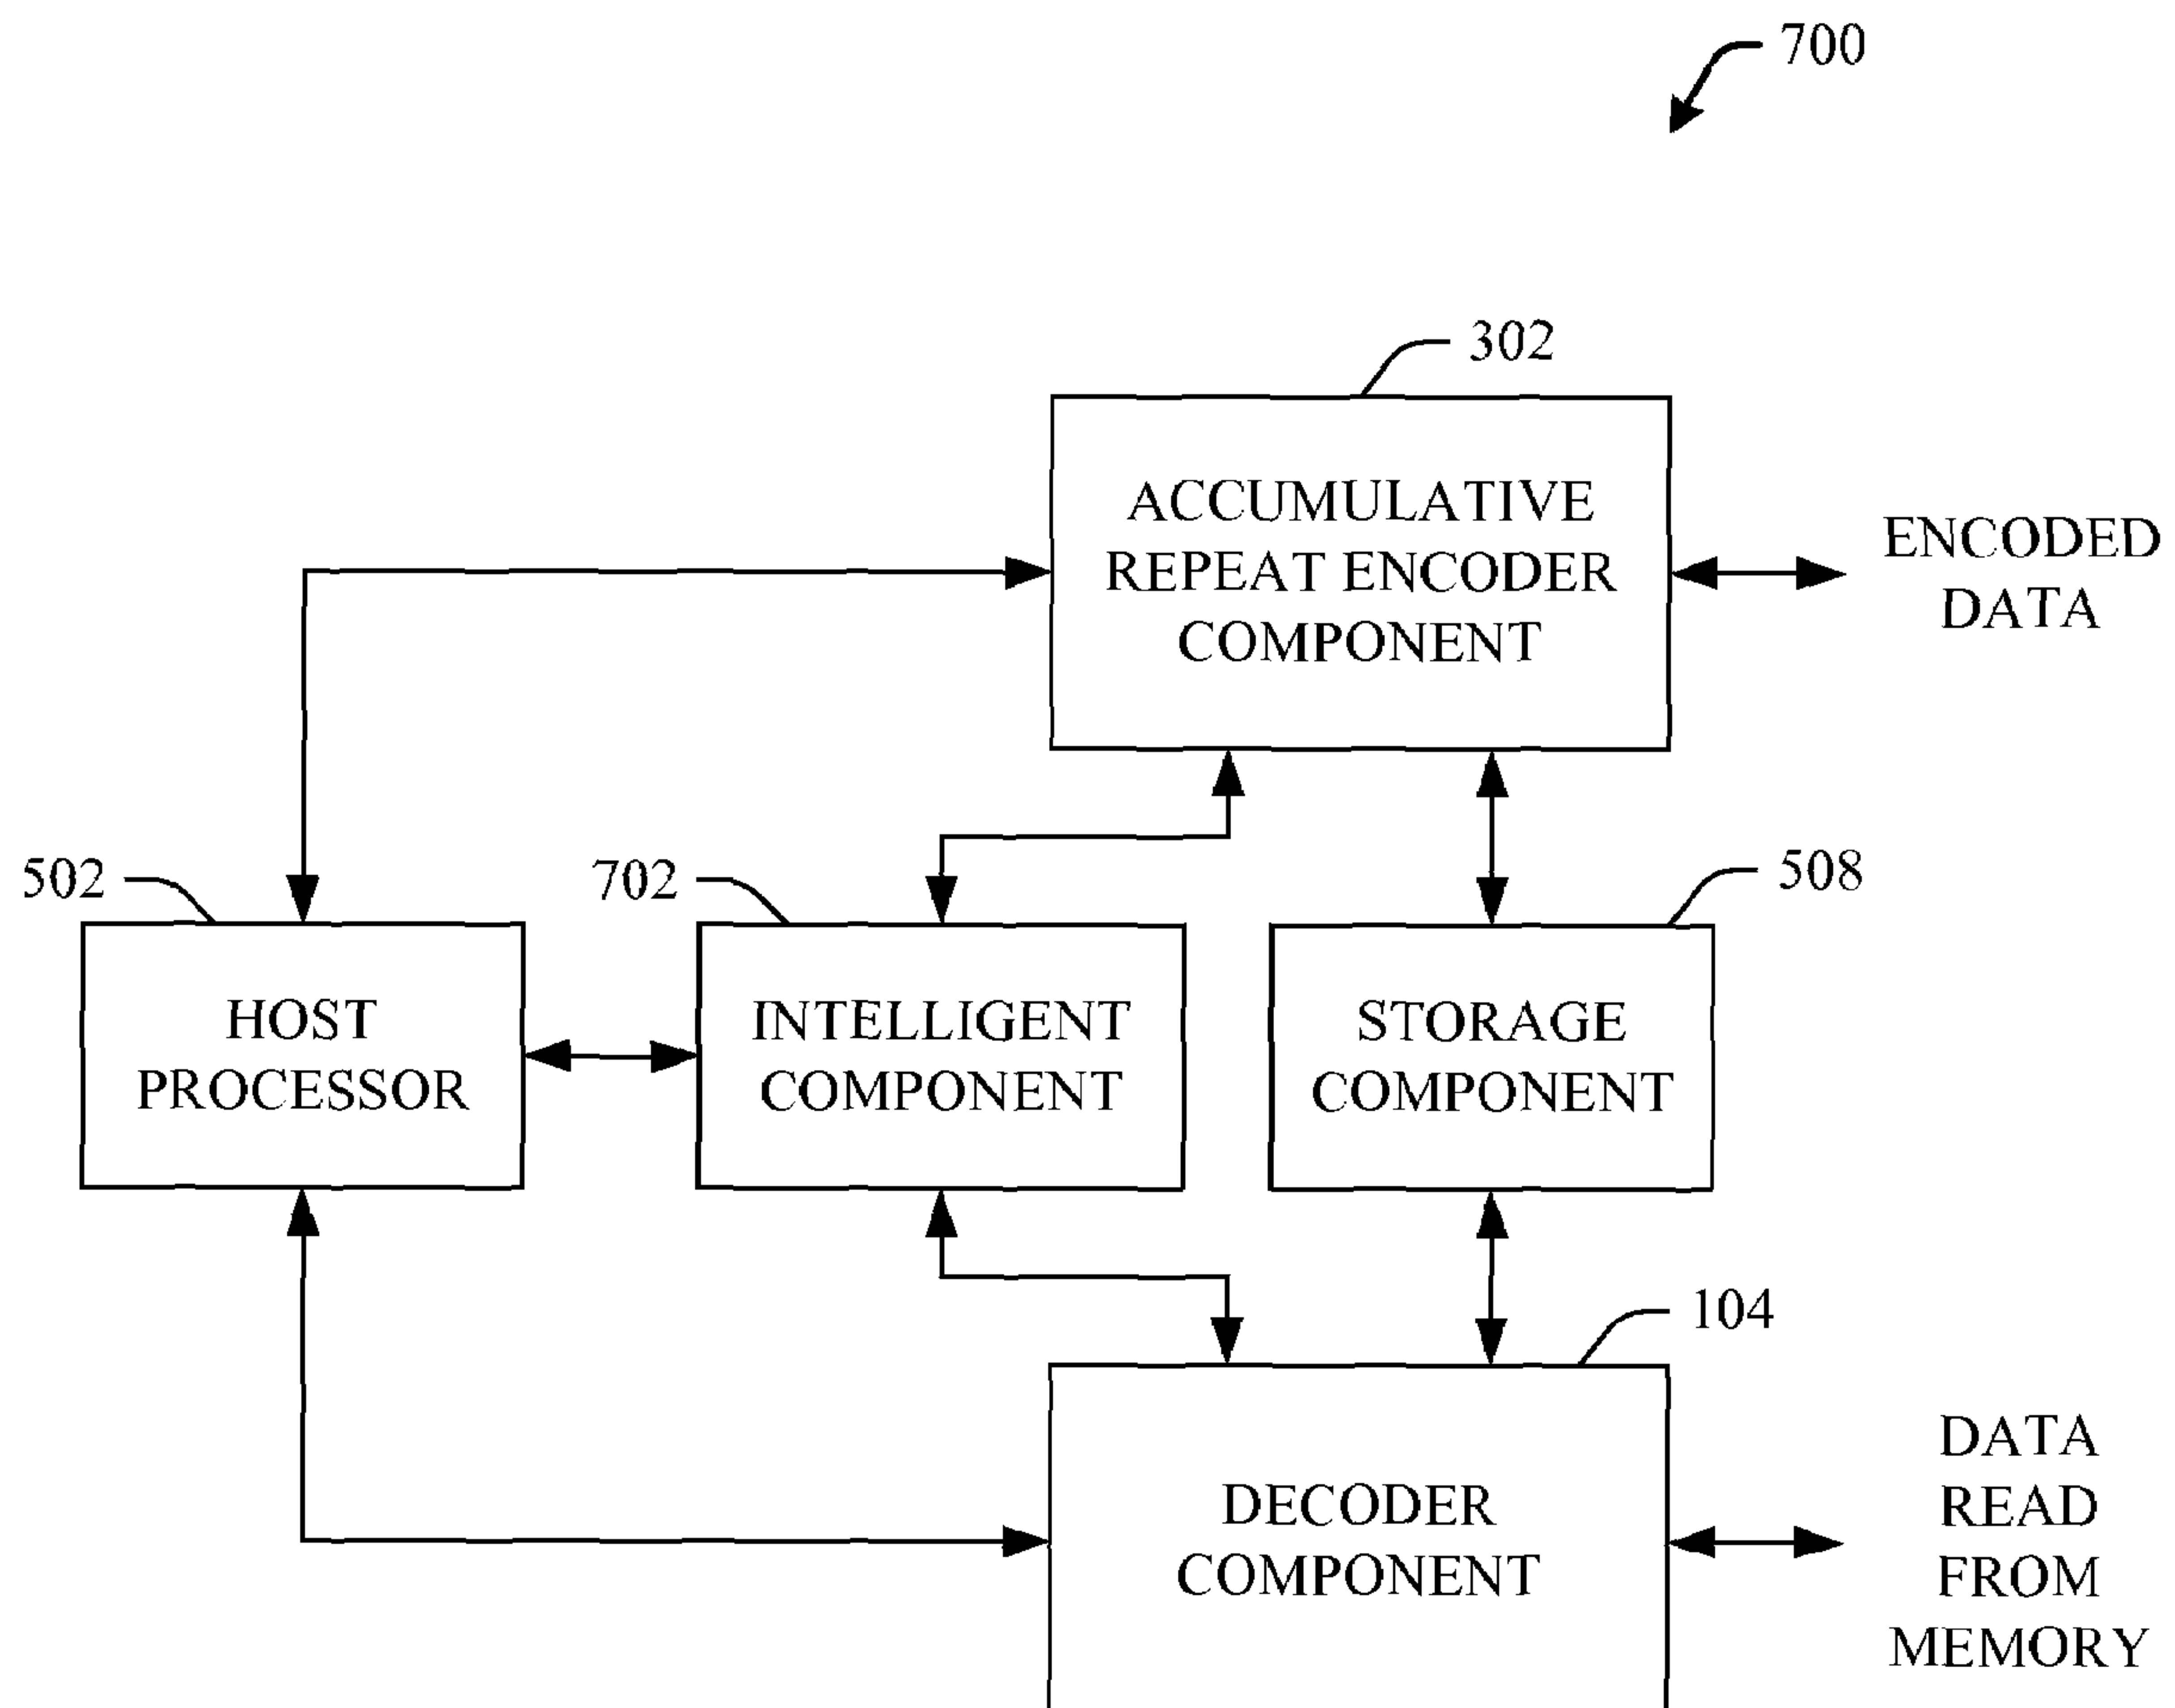 700
302
ACCUMULATIVE
REPEAT ENCODER
COMPONENT
ENCODED
DATA
502
702
508
HOST
PROCESSOR
INTELLIGENT
COMPONENT
STORAGE
COMPONENT
104
DECODER
COMPONENT
DATA
READ
FROM
MEMORY